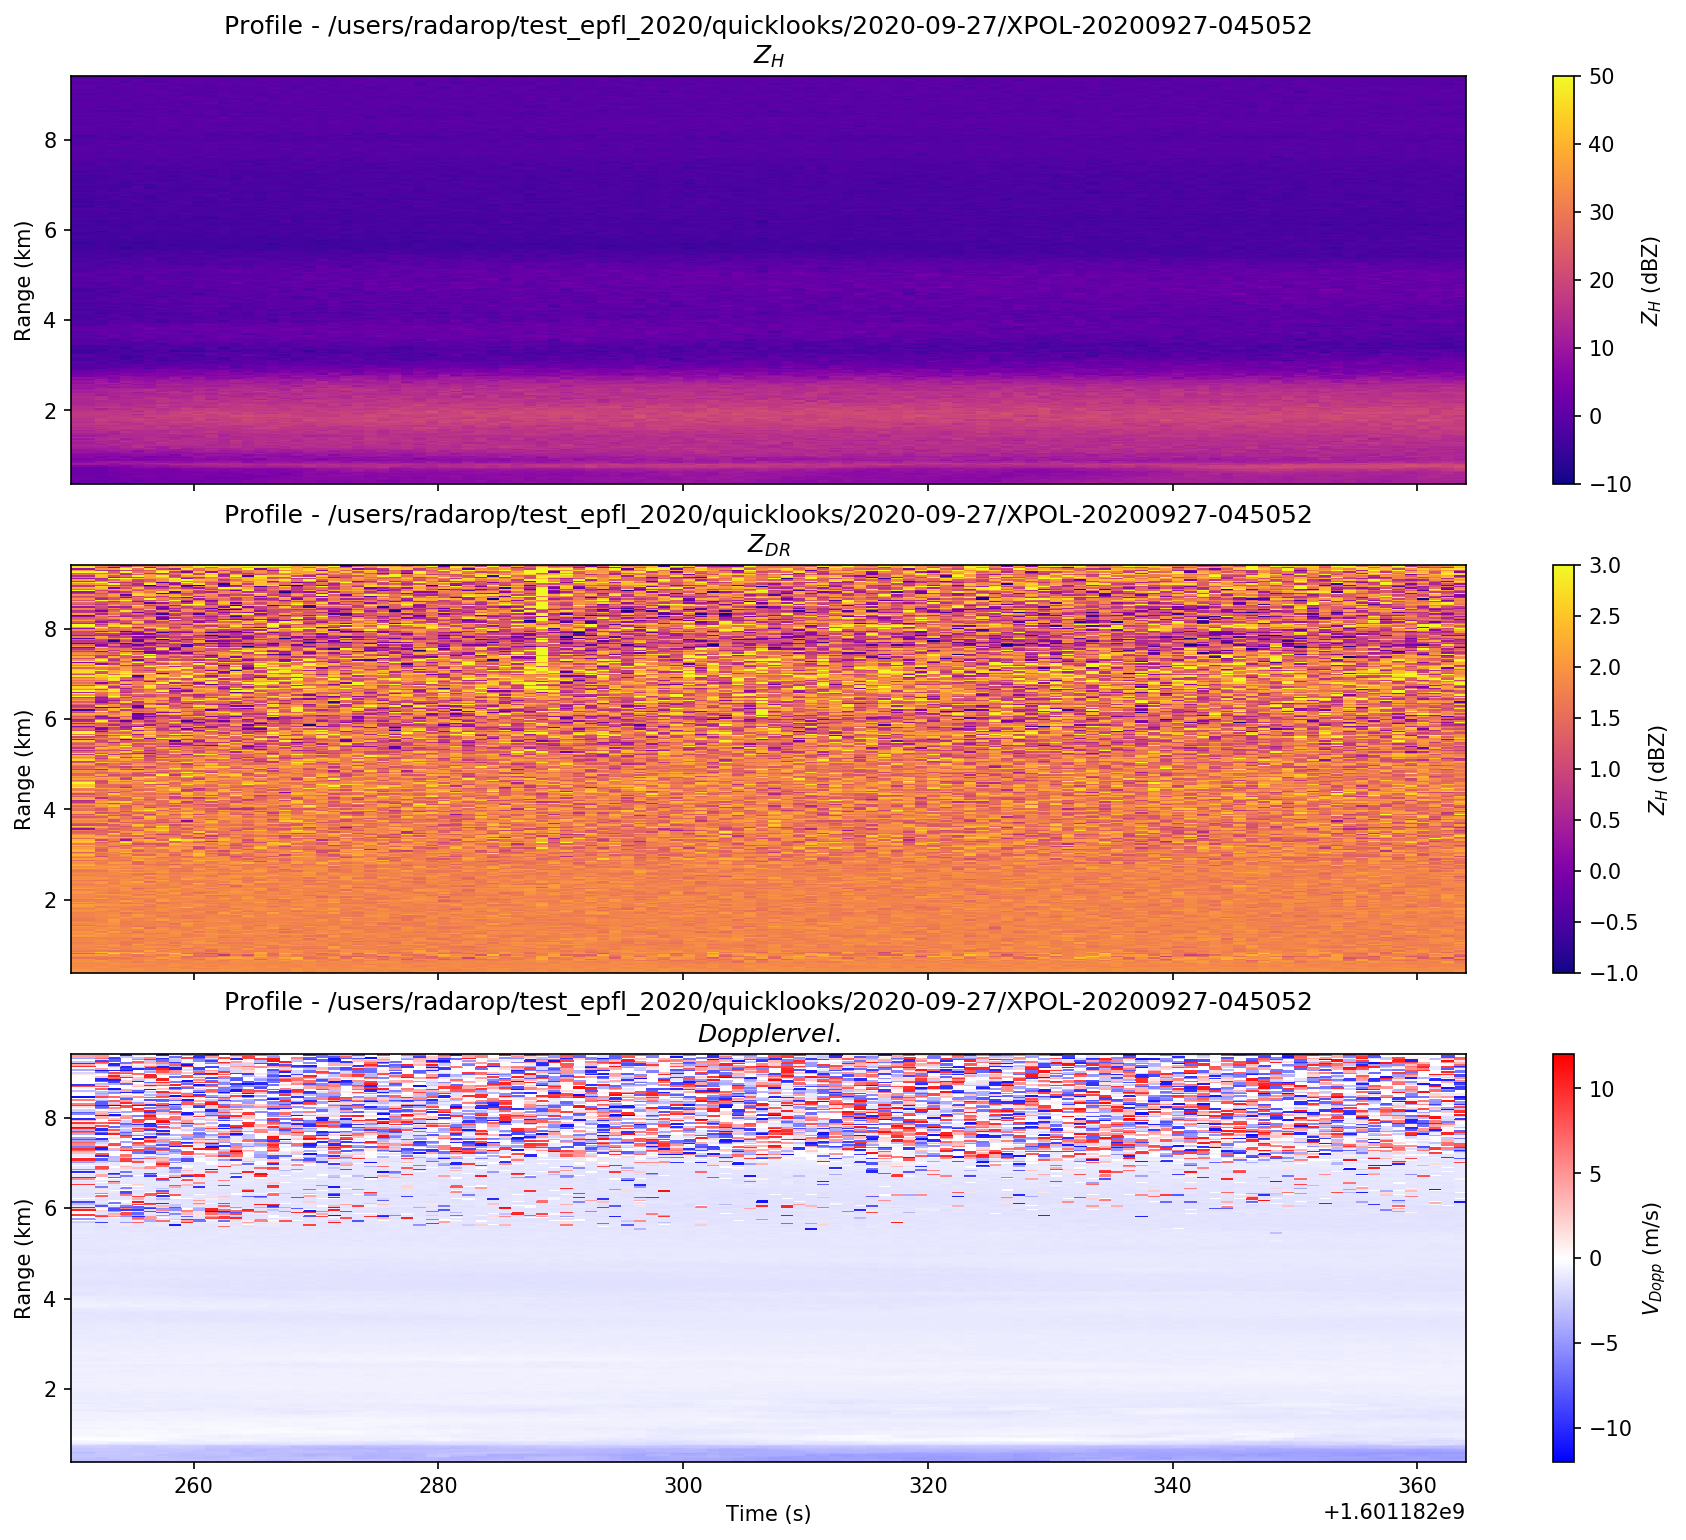 Profile - /users/radarop/test_epfl_2020/quicklooks/2020-09-27/XPOL-20200927-045052
Z_H
Range (km)
8
6
4
2
50
40
30
20
10
0
−10
Z_H (dBZ)
Profile - /users/radarop/test_epfl_2020/quicklooks/2020-09-27/XPOL-20200927-045052
Z_DR
Range (km)
8
6
4
2
3.0
2.5
2.0
1.5
1.0
0.5
0.0
−0.5
−1.0
Z_H (dBZ)
Profile - /users/radarop/test_epfl_2020/quicklooks/2020-09-27/XPOL-20200927-045052
Dopplervel.
Range (km)
8
6
4
2
10
5
0
−5
−10
V_Dopp (m/s)
260 280 300 320 340 360
Time (s)
+1.601182e9